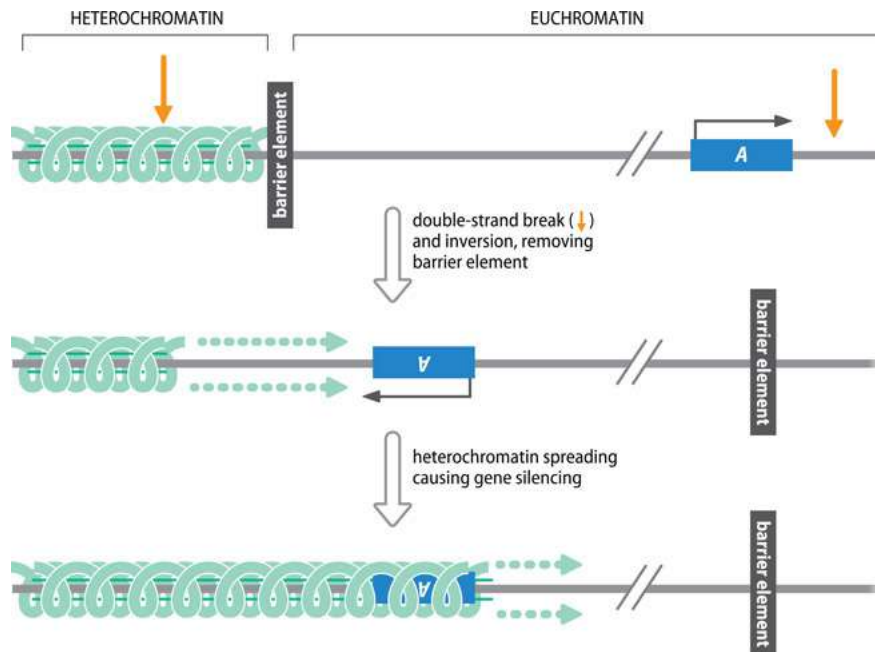 HETEROCHROMATIN
EUCHROMATIN
barrier element
A
double-strand break ( )
and inversion, removing
barrier element
A
barrier element
heterochromatin spreading
causing gene silencing
A
barrier element